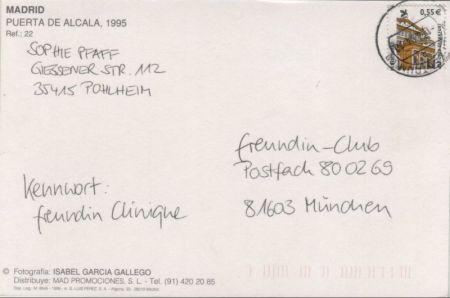 MADRID
PUERTA DE ALCALA, 1995
Ref.: 22
SOPHIE PFAFF
GIESSENER STR. 112
35415 POHLHEIM
0,55€
freundin-Club
Postfach 80 02 69
81603 München
Kennwort:
freundin Clinique
© Fotografía: ISABEL GARCIA GALLEGO
Distribuye: MAD PROMOCIONES, S. L. - Tel. (91) 420 20 85